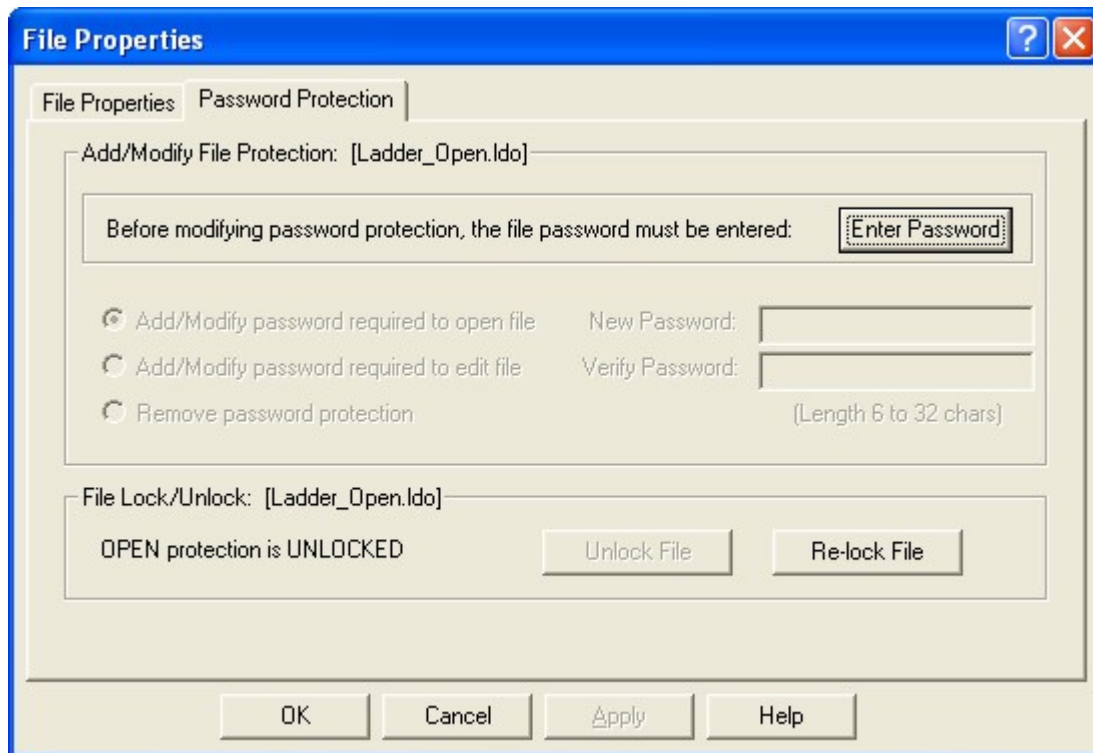 File Properties
File Properties Password Protection
Add/Modify File Protection: [Ladder_Open.ldo]
Before modifying password protection, the file password must be entered: Enter Password
Add/Modify password required to open file New Password:
Add/Modify password required to edit file Verify Password:
Remove password protection (Length 6 to 32 chars)
File Lock/Unlock: [Ladder_Open.ldo]
OPEN protection is UNLOCKED Unlock File Re-lock File
OK Cancel Apply Help